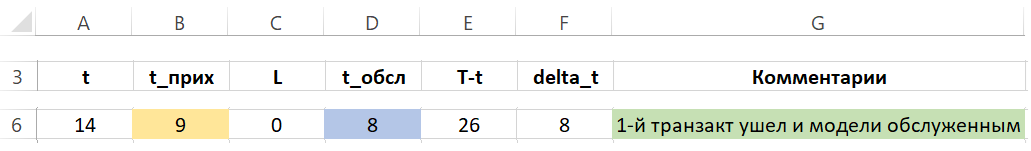 A B C D E F G
3 t t_прих L t_обсл T-t delta_t Комментарии
6 14 9 0 8 26 8 1-й транзакт ушел и модели обслуженным